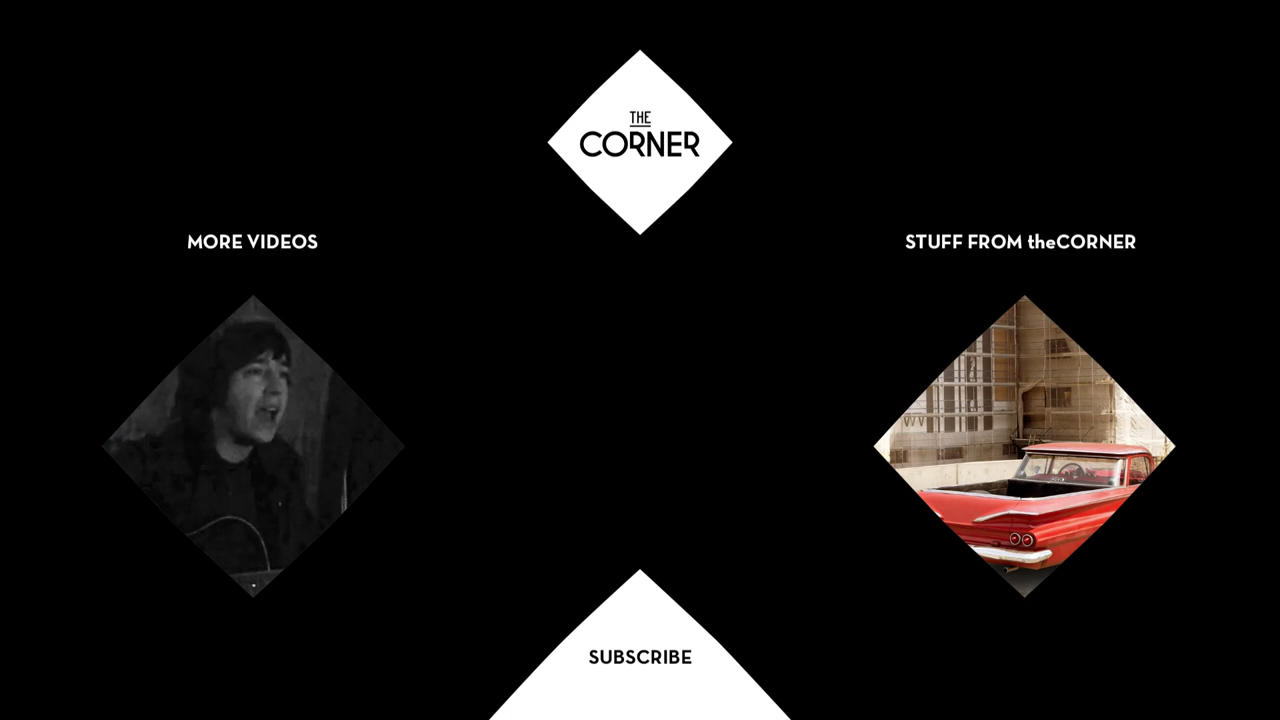 THE
CORNER
MORE VIDEOS
STUFF FROM theCORNER
SUBSCRIBE